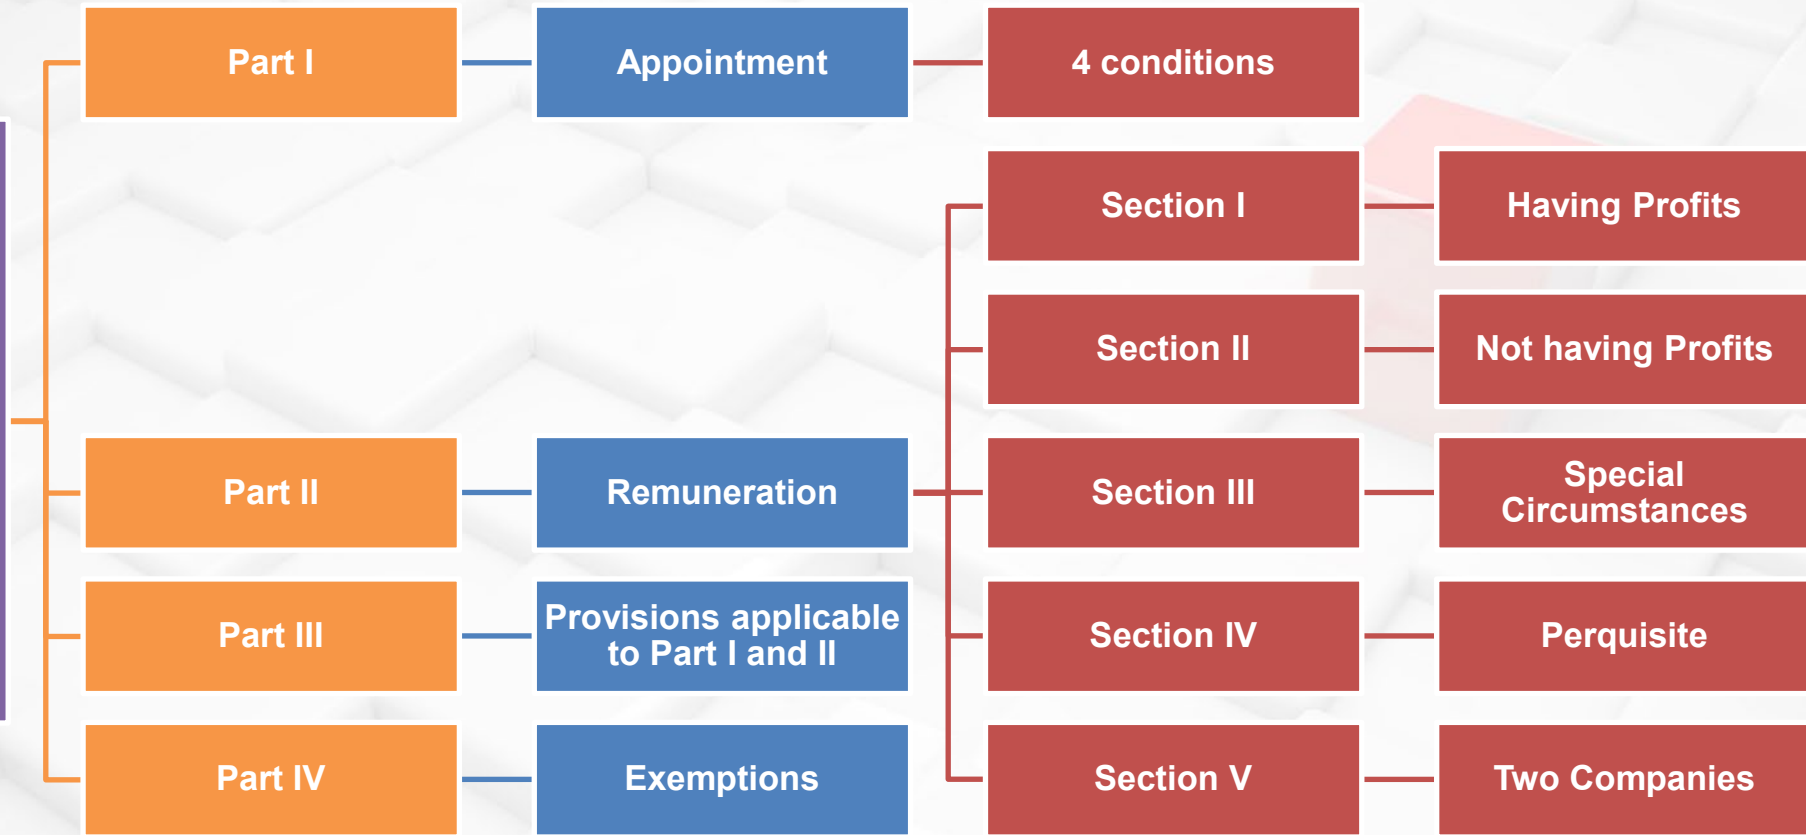 Part I
Appointment
4 conditions
Section I
Having Profits
Section II
Not having Profits
Part II
Remuneration
Section III
Special
Circumstances
Part III
Provisions applicable
to Part I and II
Section IV
Perquisite
Part IV
Exemptions
Section V
Two Companies